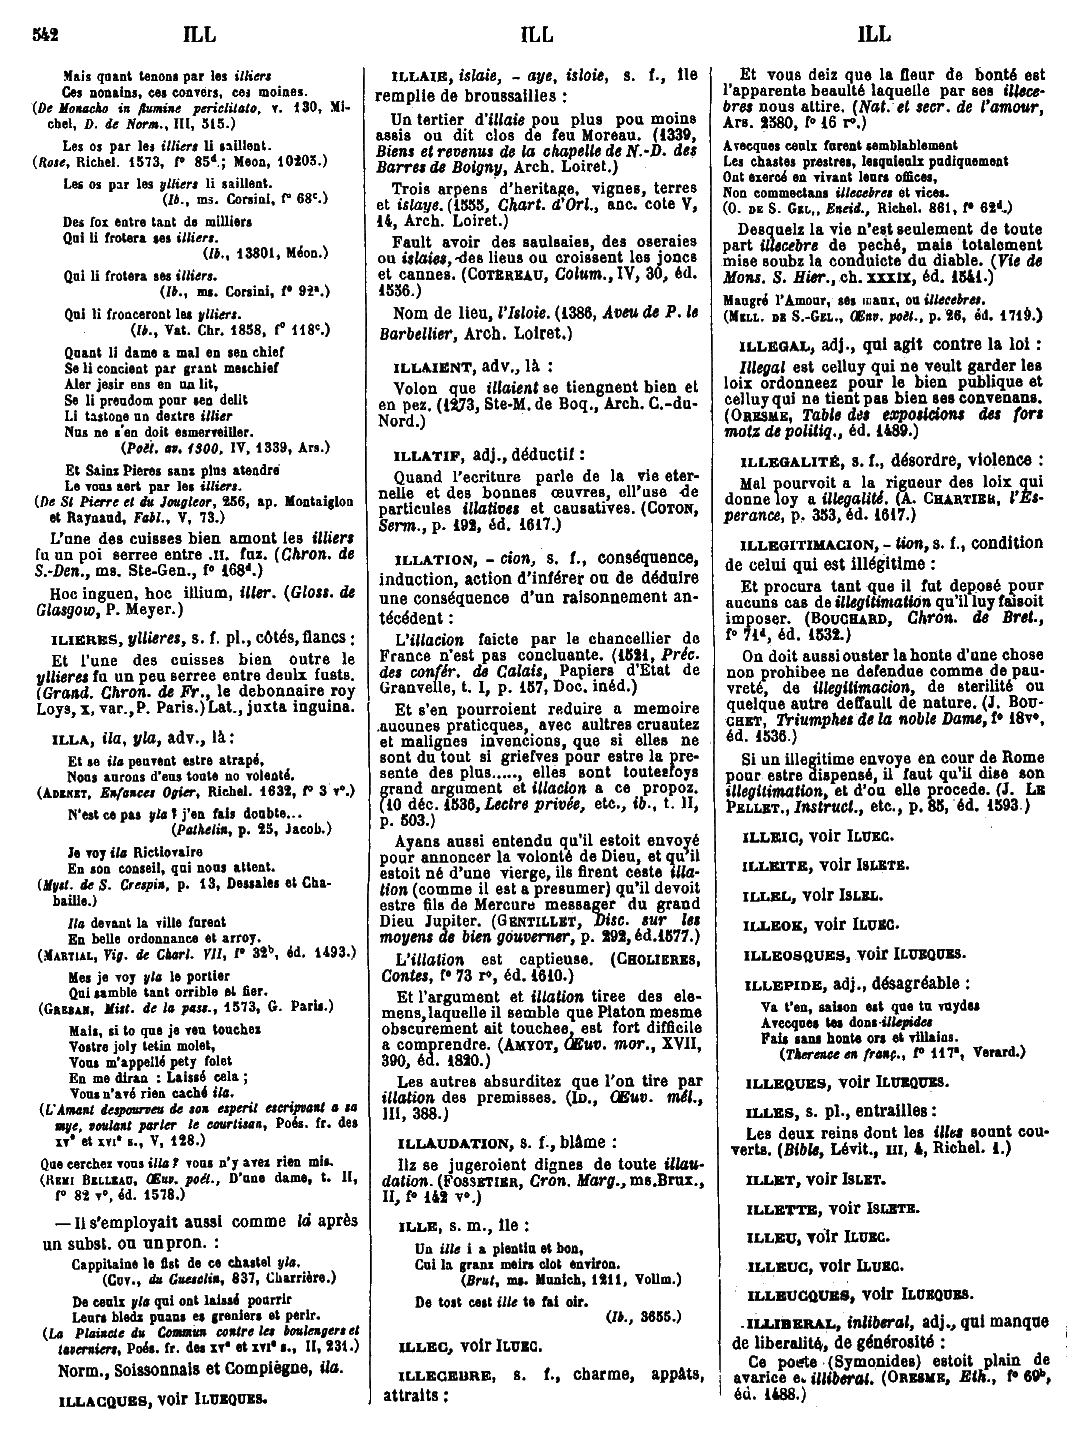 542 ILL ILL ILL
Mais quant tenons par les illiers
Ces nonains, ces convers, ces moines.
(De Monacho in flumine periclitato, v. 130, Mi-
chel, D. de Norm., III, 515.)
Les os par les illiers li saillent.
(Rose, Richel. 1573, f° 85d.; Meon, 10203.)
Les os par les ylliers li saillent.
(Ib., ms. Corsini, f° 68c.)
Des fox entre tant de milliers
Qui li frotera ses illiers.
(Ib., 13801, Méon.)
Qui li frotera ses illiers.
(Ib., ms. Corsini, f° 92a.)
Qui li fronceront les ylliers.
(Ib., Vat. Chr. 1858, f° 118c.)
Quant li dame a mal en sen chief
Se li concient par grant meschief
Aler jesir ens en un lit,
Se li preudom pour sen delit
Li tastone un dextre illier
Nus ne s'en doit esmerveiller.
(Poét. av. 1300, IV, 1339, Ars.)
Et Sains Pieres sans plus atendre
Le vous aert par les illiers.
(De St Pierre et du Jougleor, 256, ap. Montaiglon
et Raynaud, Fabl., V, 73.)
L'une des cuisses bien amont les illiers
fu un poi serree entre .II. fuz. (Chron. de
S.-Den., ms. Ste-Gen., f° 168d.)
Hoc inguen, hoc illium, iller. (Gloss. de
Glasgow, P. Meyer.)
ILIERES, yllieres, s. f. pl., côtés, flancs :
Et l'une des cuisses bien outre le
yllieres fu un peu serree entre deulx fusts.
(Grand. Chron. de Fr., le debonnaire roy
Loys, x, var., P. Paris.) Lat., juxta inguina.
ILLA, ila, yla, adv., là :
Et se ila peuvent estre atrapé,
Nous aurons d'eus toute no volenté.
(ADENET, Enfances Ogier, Richel. 1632, f° 3 v°.)
N'est ce pas yla ? j'en fais doubte...
(Pathelin, p. 25, Jacob.)
Je voy ila Rictiovaire
En son conseil, qui nous attent.
(Myst. de S. Crespin, p. 13, Dessales et Cha-
baille.)
Ila devant la ville furent
En belle ordonnance et arroy.
(MARTIAL, Vig. de Charl. VII, f° 32b, éd. 1493.)
Mes je voy yla le portier
Qui samble tant orrible et fier.
(GREBAN, Mist. de la pass., 1573, G. Paris.)
Mais, si to que je veu touches
Vostre joly tetin molet,
Vous m'appellé pety folet
En me diran : Laissé cela ;
Vous n'avé rien caché ila.
(L'Amant despourveu de son esperit escripvant a sa
mye, voulant parler le courtisan, Poés. fr. des
xve et xvie s., V, 128.)
Que cerchez vous illa ? vous n'y avez rien mis.
(REMI BELLEAU, Œuv. poét., D'une dame, t. II,
f° 82 v°, éd. 1578.)
— Il s'employait aussi comme là après
un subst. ou un pron. :
Cappitaine le fist de ce chastel yla.
(Cuv., du Guesclin, 837, Charrière.)
De ceulx yla qui ont laissé pourrir
Leurs bledz puans es greniers et perir.
(La Plaincte du Commun contre les boulengers et
taverniers, Poés. fr. des xve et xvie s., II, 231.)
Norm., Soissonnais et Compiègne, ila.
ILLACQUES, voir ILUEQUES.
ILLAIE, islaie, - aye, isloie, s. f., île
remplie de broussailles :
Un tertier d'illaie pou plus pou moins
assis ou dit clos de feu Moreau. (1339,
Biens et revenus de la chapelle de N.-D. des
Barres de Boigny, Arch. Loiret.)
Trois arpens d'heritage, vignes, terres
et islaye. (1555, Chart. d'Orl., anc. cote V,
14, Arch. Loiret.)
Fault avoir des saulsaies, des oseraies
ou islaies, des lieus ou croissent les joncs
et cannes. (COTEREAU, Colum., IV, 30, éd.
1556.)
Nom de lieu, l'Isloie. (1386, Aveu de P. le
Barbellier, Arch. Loiret.)
ILLAIENT, adv., là :
Volon que illaient se tiengnent bien et
en pez. (1273, Ste-M. de Boq., Arch. C.-du-
Nord.)
ILLATIF, adj., déductif :
Quand l'ecriture parle de la vie eter-
nelle et des bonnes œuvres, ell'use de
particules illatives et causatives. (COTON,
Serm., p. 192, éd. 1617.)
ILLATION, - cion, s. f., conséquence,
induction, action d'inférer ou de déduire
une conséquence d'un raisonnement an-
técédent :
L'illacion faicte par le chancellier de
France n'est pas concluante. (1521, Préc.
des confér. de Calais, Papiers d'Etat de
Granvelle, t. I, p. 157, Doc. inéd.)
Et s'en pourroient reduire a memoire
aucunes praticques, avec aultres cruautez
et malignes invencions, que si elles ne
sont du tout si griefves pour estre la pre-
sente des plus....., elles sont toutesfoys
grand argument et illacion a ce propoz.
(10 déc. 1536, Lectre privée, etc., ib., t. II,
p. 503.)
Ayans aussi entendu qu'il estoit envoyé
pour annoncer la volonté de Dieu, et qu'il
estoit né d'une vierge, ils firent ceste illa-
tion (comme il est a presumer) qu'il devoit
estre fils de Mercure messager du grand
Dieu Jupiter. (GENTILLET, Disc. sur les
moyens de bien gouverner, p. 292, éd. 1577.)
L'illation est captieuse. (CHOLIERES,
Contes, f° 73 r°, éd. 1610.)
Et l'argument et illation tiree des ele-
mens, laquelle il semble que Platon mesme
obscurement ait touchee, est fort difficile
a comprendre. (AMYOT, Œuv. mor., XVII,
390, éd. 1820.)
Les autres absurditez que l'on tire par
illation des premisses. (ID., Œuv. mél.,
III, 388.)
ILLAUDATION, s. f., blâme :
Ilz se jugeroient dignes de toute illau-
dation. (FOSSETIER, Cron. Marg., ms. Brux.,
II, f° 142 v°.)
ILLE, s. m., île :
Un ille i a plentiu et bon,
Cui la granz meirs clot environ.
(Brut, ms. Munich, 1211, Vollm.)
De tost cest ille te fai oir.
(Ib., 3655.)
ILLEC, voir ILUEC.
ILLECEBRE, s. f., charme, appâts,
attraits :
Et vous deiz que la fleur de bonté est
l'apparente beaulté laquelle par ses illece-
bres nous attire. (Nat. et secr. de l'amour,
Ars. 2580, f° 16 r°.)
Avecques ceulx furent semblablement
Les chastes prestres, lesquieulx pudiquement
Ont exercé en vivant leurs offices,
Non commectans illecebres et vices.
(O. DE S. GEL., Eneid., Richel. 861, f° 62d.)
Desquelz la vie n'est seulement de toute
part illecebre de peché, mais totalement
mise soubz la conduicte du diable. (Vie de
Mons. S. Hier., ch. XXXIX, éd. 1541.)
Maugré l'Amour, ses maux, ou illecebres.
(MELL. DE S.-GEL., Œuv. poët., p. 26, éd. 1719.)
ILLEGAL, adj., qui agit contre la loi :
Illegal est celluy qui ne veult garder les
loix ordonneez pour le bien publique et
celluy qui ne tient pas bien ses convenans.
(ORESME, Table des exposicions des fors
motz de politiq., éd. 1489.)
ILLEGALITÉ, s. f., désordre, violence :
Mal pourvoit a la rigueur des loix qui
donne loy a illegalité. (A. CHARTIER, l'Es-
perance, p. 353, éd. 1617.)
ILLEGITIMACION, - tion, s. f., condition
de celui qui est illégitime :
Et procura tant que il fut deposé pour
aucuns cas de illegitimation qu'il luy faisoit
imposer. (BOUCHARD, Chron. de Bret.,
f° 71d, éd. 1532.)
On doit aussi ouster la honte d'une chose
non prohibee ne defendue comme de pau-
vreté, de illegitimacion, de sterilité ou
quelque autre deffault de nature. (J. BOU-
CHET, Triumphes de la noble Dame, f° 18v°,
éd. 1536.)
Si un illegitime envoye en cour de Rome
pour estre dispensé, il faut qu'il dise son
illegitimation, et d'ou elle procede. (J. LE
PELLET., Instruct., etc., p. 85, éd. 1593.)
ILLEIC, voir ILUEC.
ILLEITE, voir ISLETE.
ILLEL, voir ISLEL.
ILLEOK, voir ILUEC.
ILLEOSQUES, voir ILUEQUES.
ILLEPIDE, adj., désagréable :
Va t'en, saison est que tu vuydes
Avecques tes dons illepides
Fais sans honte ors et villains.
(Therence en franç., f° 117a, Verard.)
ILLEQUES, voir ILUEQUES.
ILLES, s. pl., entrailles :
Les deux reins dont les illes sount cou-
verts. (Bible, Lévit., III, 4, Richel. 1.)
ILLET, voir ISLET.
ILLETTE, voir ISLETE.
ILLEU, voir ILUEC.
ILLEUC, voir ILUEC.
ILLEUCQUES, voir ILUEQUES.
ILLIBERAL, inliberal, adj., qui manque
de liberalité, de générosité :
Ce poete (Symonides) estoit plain de
avarice et illiberal. (ORESME, Eth., f° 69b,
éd. 1488.)